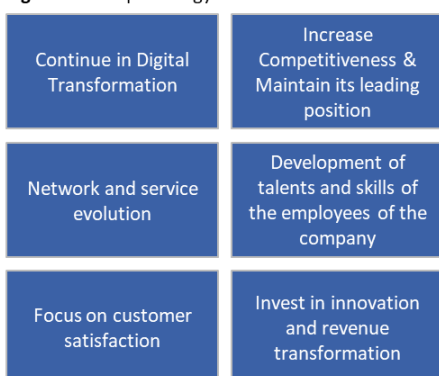 Continue in Digital
Transformation
Increase
Competitiveness &
Maintain its leading
position
Network and service
evolution
Development of
talents and skills of
the employees of the
company
Focus on customer
satisfaction
Invest in innovation
and revenue
transformation